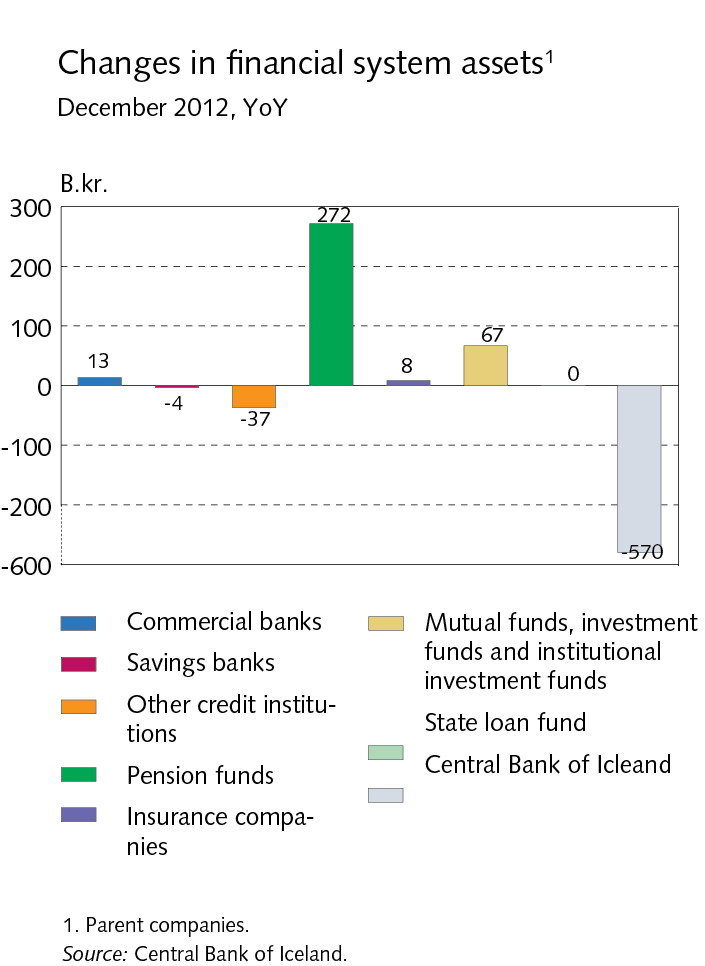 Changes in financial system assets¹
December 2012, YoY
B.kr.
300
200
100
0
-100
-200
-600
13
-4
-37
272
8
67
0
-570
Commercial banks
Savings banks
Other credit institu-
tions
Pension funds
Insurance compa-
nies
Mutual funds, investment
funds and institutional
investment funds
State loan fund
Central Bank of Icleand
1. Parent companies.
Source: Central Bank of Iceland.